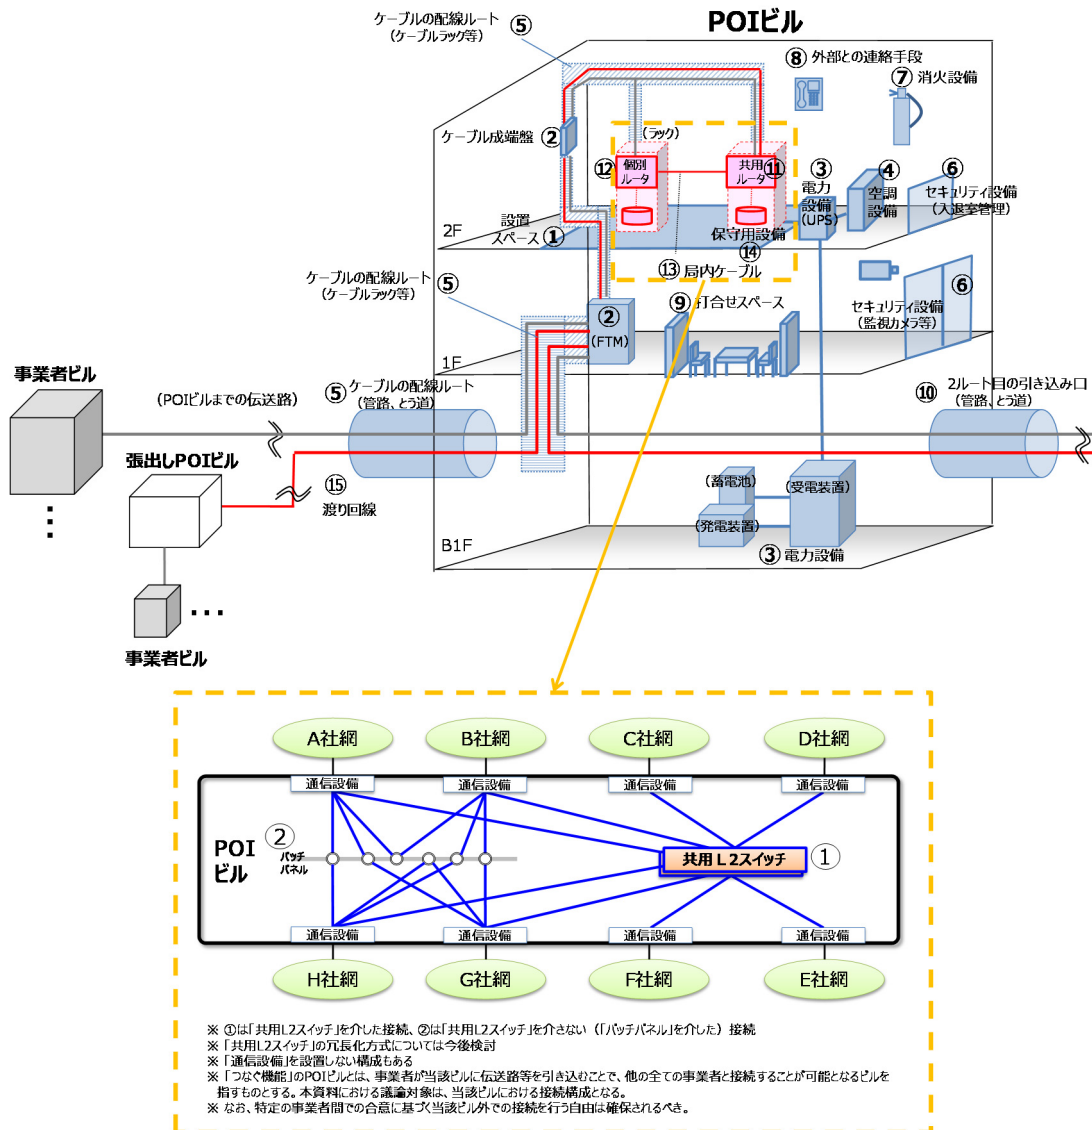 POIビル
ケーブルの配線ルート
（ケーブルラック等）
⑤
⑧ 外部との連絡手段
⑦ 消火設備
ケーブル成端盤 ②
（ラック）
⑫
個別
ルータ
共用
ルータ
⑪
③
電力
設備
（UPS）
④
空調
設備
⑥
セキュリティ設備
（入退室管理）
設置
スペース ①
2F
保守用設備
⑭
⑬ 局内ケーブル
ケーブルの配線ルート
（ケーブルラック等）
⑤
②
（FTM）
⑨ 打合せスペース
⑥
セキュリティ設備
（監視カメラ等）
1F
事業者ビル
（POIビルまでの伝送路）
⑤ ケーブルの配線ルート
（管路、とう道）
⑩ 2ルート目の引き込み口
（管路、とう道）
張出しPOIビル
⑮
渡り回線
（蓄電池）
（受電装置）
（発電装置）
B1F
③ 電力設備
事業者ビル
A社網
B社網
C社網
D社網
通信設備
通信設備
通信設備
通信設備
POI
ビル
②
パッチ
パネル
共用L2スイッチ
①
通信設備
通信設備
通信設備
通信設備
H社網
G社網
F社網
E社網
※ ①は「共用L2スイッチ」を介した接続、②は「共用L2スイッチ」を介さない（「パッチパネル」を介した）接続
※ 「共用L2スイッチ」の冗長化方式については今後検討
※ 「通信設備」を設置しない構成もある
※ 「つなぐ機能」のPOIビルとは、事業者が当該ビルに伝送路等を引き込むことで、他の全ての事業者と接続することが可能となるビルを
指すものとする。本資料における議論対象は、当該ビルにおける接続構成となる。
※ なお、特定の事業者間での合意に基づく当該ビル外での接続を行う自由は確保されるべき。